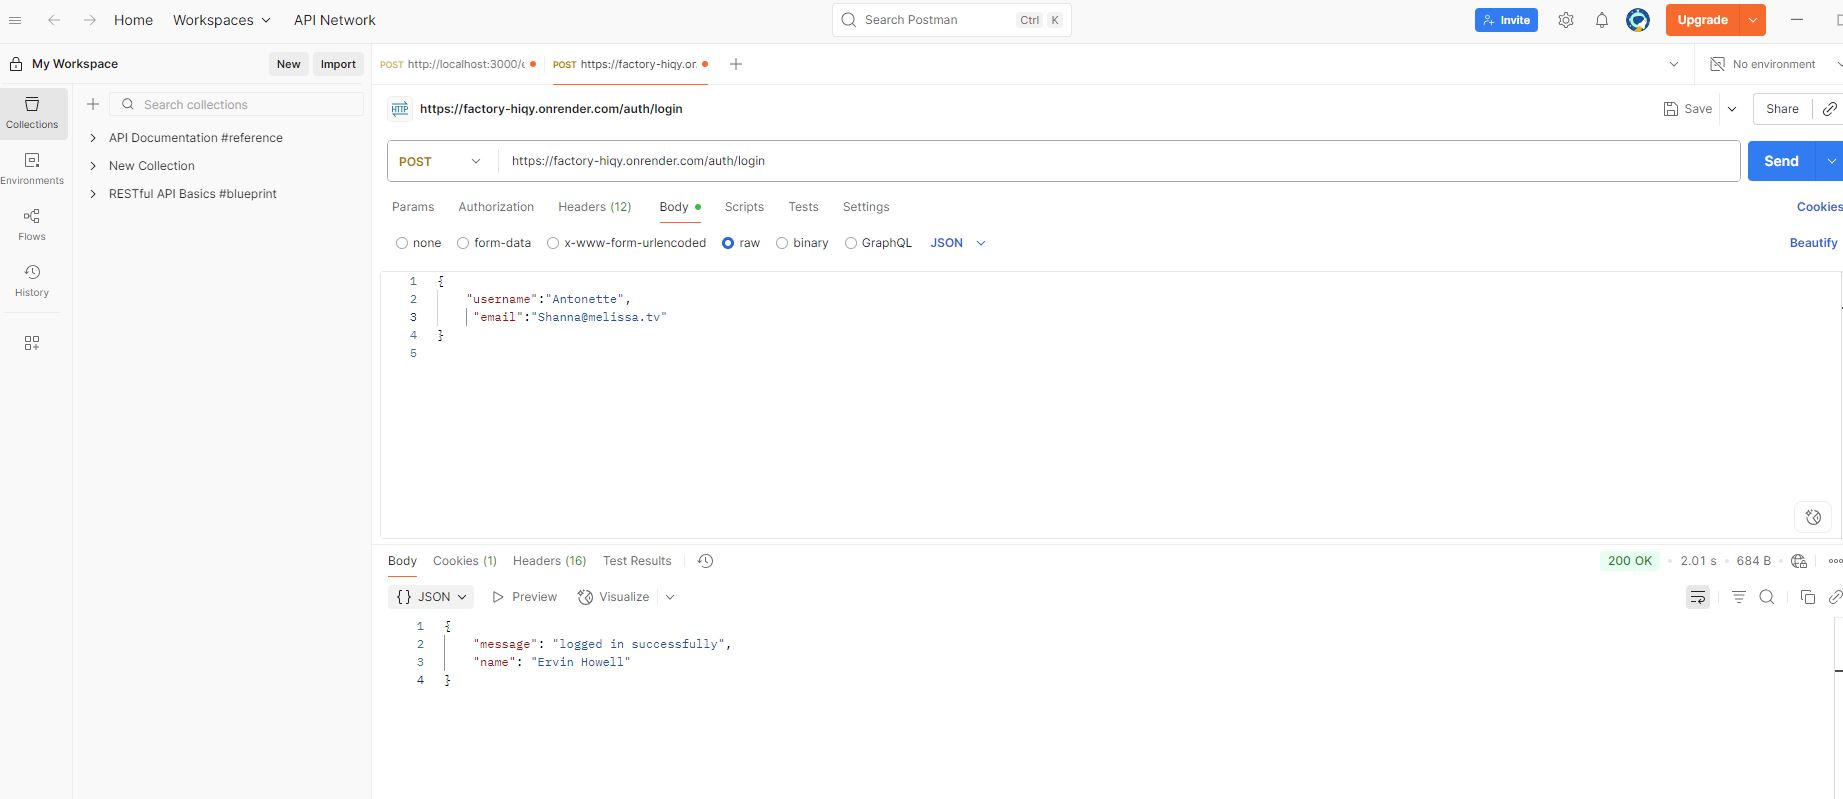 Home Workspaces API Network Search Postman Ctrl K Invite Upgrade
My Workspace New Import POST http://localhost:3000/ POST https://factory-hiqy.on No environment
Collections Search collections https://factory-hiqy.onrender.com/auth/login Save Share
API Documentation #reference
New Collection
RESTful API Basics #blueprint
Environments
Flows
History
POST https://factory-hiqy.onrender.com/auth/login Send
Params Authorization Headers (12) Body Scripts Tests Settings Cookies
none form-data x-www-form-urlencoded raw binary GraphQL JSON Beautify
1 {
2 "username":"Antonette",
3 "email":"Shanna@melissa.tv"
4 }
5
Body Cookies (1) Headers (16) Test Results 200 OK 2.01 s 684 B
{} JSON Preview Visualize
1 {
2 "message": "logged in successfully",
3 "name": "Ervin Howell"
4 }